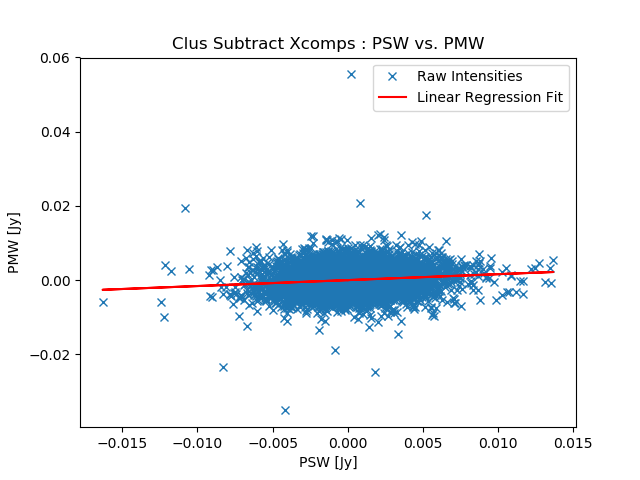 Clus Subtract Xcomps : PSW vs. PMW
Raw Intensities
Linear Regression Fit
PMW [Jy]
0.06
0.04
0.02
0.00
−0.02
−0.015
−0.010
−0.005
0.000
0.005
0.010
0.015
PSW [Jy]